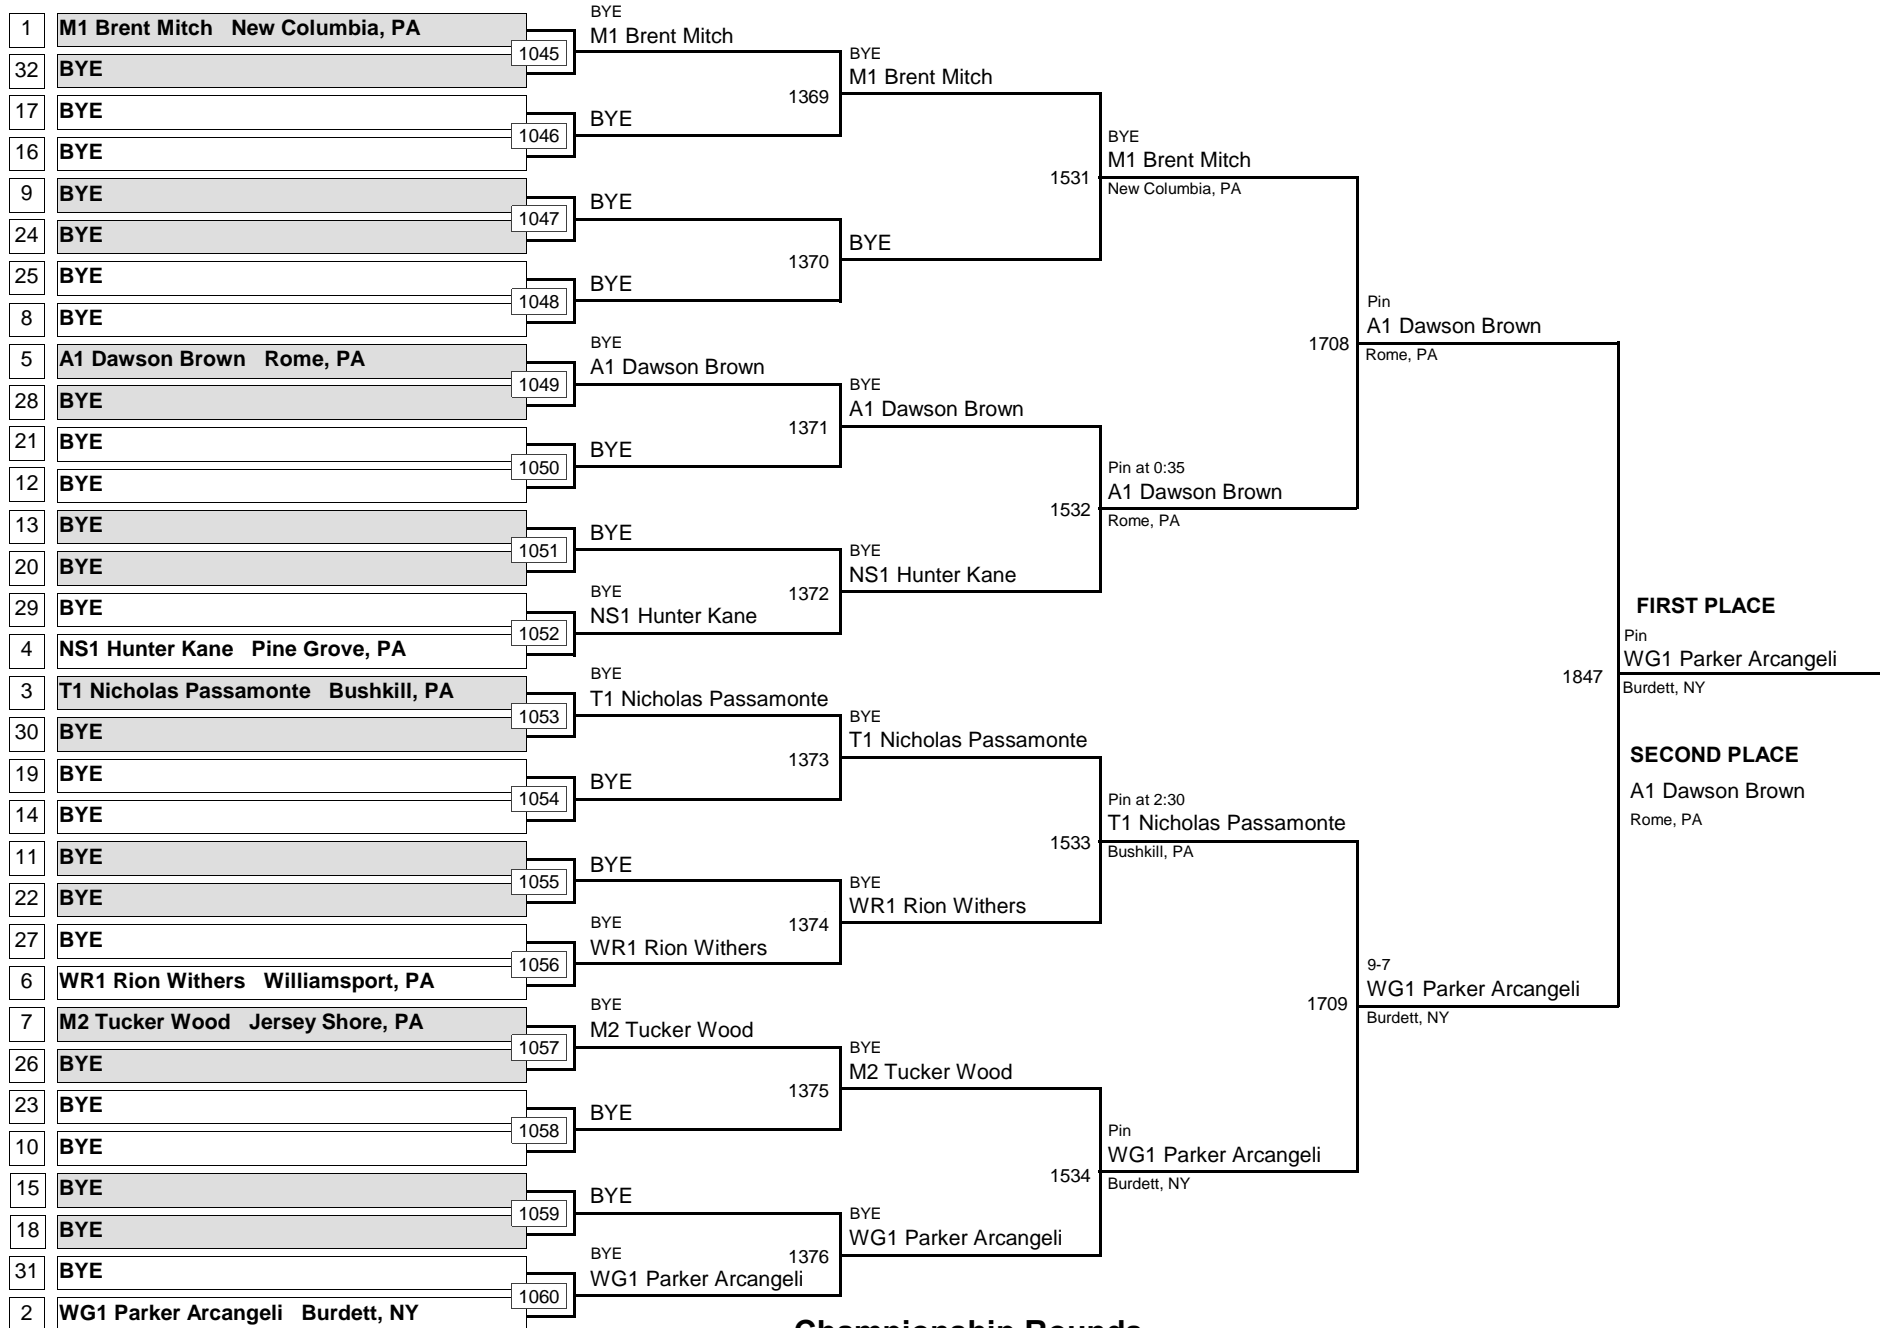 1 M1 Brent Mitch New Columbia, PA
32 BYE
17 BYE
16 BYE
9 BYE
24 BYE
25 BYE
8 BYE
5 A1 Dawson Brown Rome, PA
28 BYE
21 BYE
12 BYE
13 BYE
20 BYE
29 BYE
4 NS1 Hunter Kane Pine Grove, PA
3 T1 Nicholas Passamonte Bushkill, PA
30 BYE
19 BYE
14 BYE
11 BYE
22 BYE
27 BYE
6 WR1 Rion Withers Williamsport, PA
7 M2 Tucker Wood Jersey Shore, PA
26 BYE
23 BYE
10 BYE
15 BYE
18 BYE
31 BYE
2 WG1 Parker Arcangeli Burdett, NY
1045
1046
1047
1048
1049
1050
1051
1052
1053
1054
1055
1056
1057
1058
1059
1060
BYE
M1 Brent Mitch
BYE
BYE
BYE
BYE
A1 Dawson Brown
BYE
BYE
BYE
NS1 Hunter Kane
BYE
T1 Nicholas Passamonte
BYE
BYE
BYE
WR1 Rion Withers
BYE
M2 Tucker Wood
BYE
BYE
BYE
WG1 Parker Arcangeli
1369
1370
1371
1372
1373
1374
1375
1376
BYE
M1 Brent Mitch
BYE
BYE
A1 Dawson Brown
BYE
NS1 Hunter Kane
BYE
T1 Nicholas Passamonte
BYE
WR1 Rion Withers
BYE
M2 Tucker Wood
BYE
WG1 Parker Arcangeli
1531
1532
1533
1534
BYE
M1 Brent Mitch
New Columbia, PA
Pin at 0:35
A1 Dawson Brown
Rome, PA
Pin at 2:30
T1 Nicholas Passamonte
Bushkill, PA
Pin
WG1 Parker Arcangeli
Burdett, NY
1708
1709
Pin
A1 Dawson Brown
Rome, PA
9-7
WG1 Parker Arcangeli
Burdett, NY
1847
FIRST PLACE
Pin
WG1 Parker Arcangeli
Burdett, NY
SECOND PLACE
A1 Dawson Brown
Rome, PA
Championship Rounds